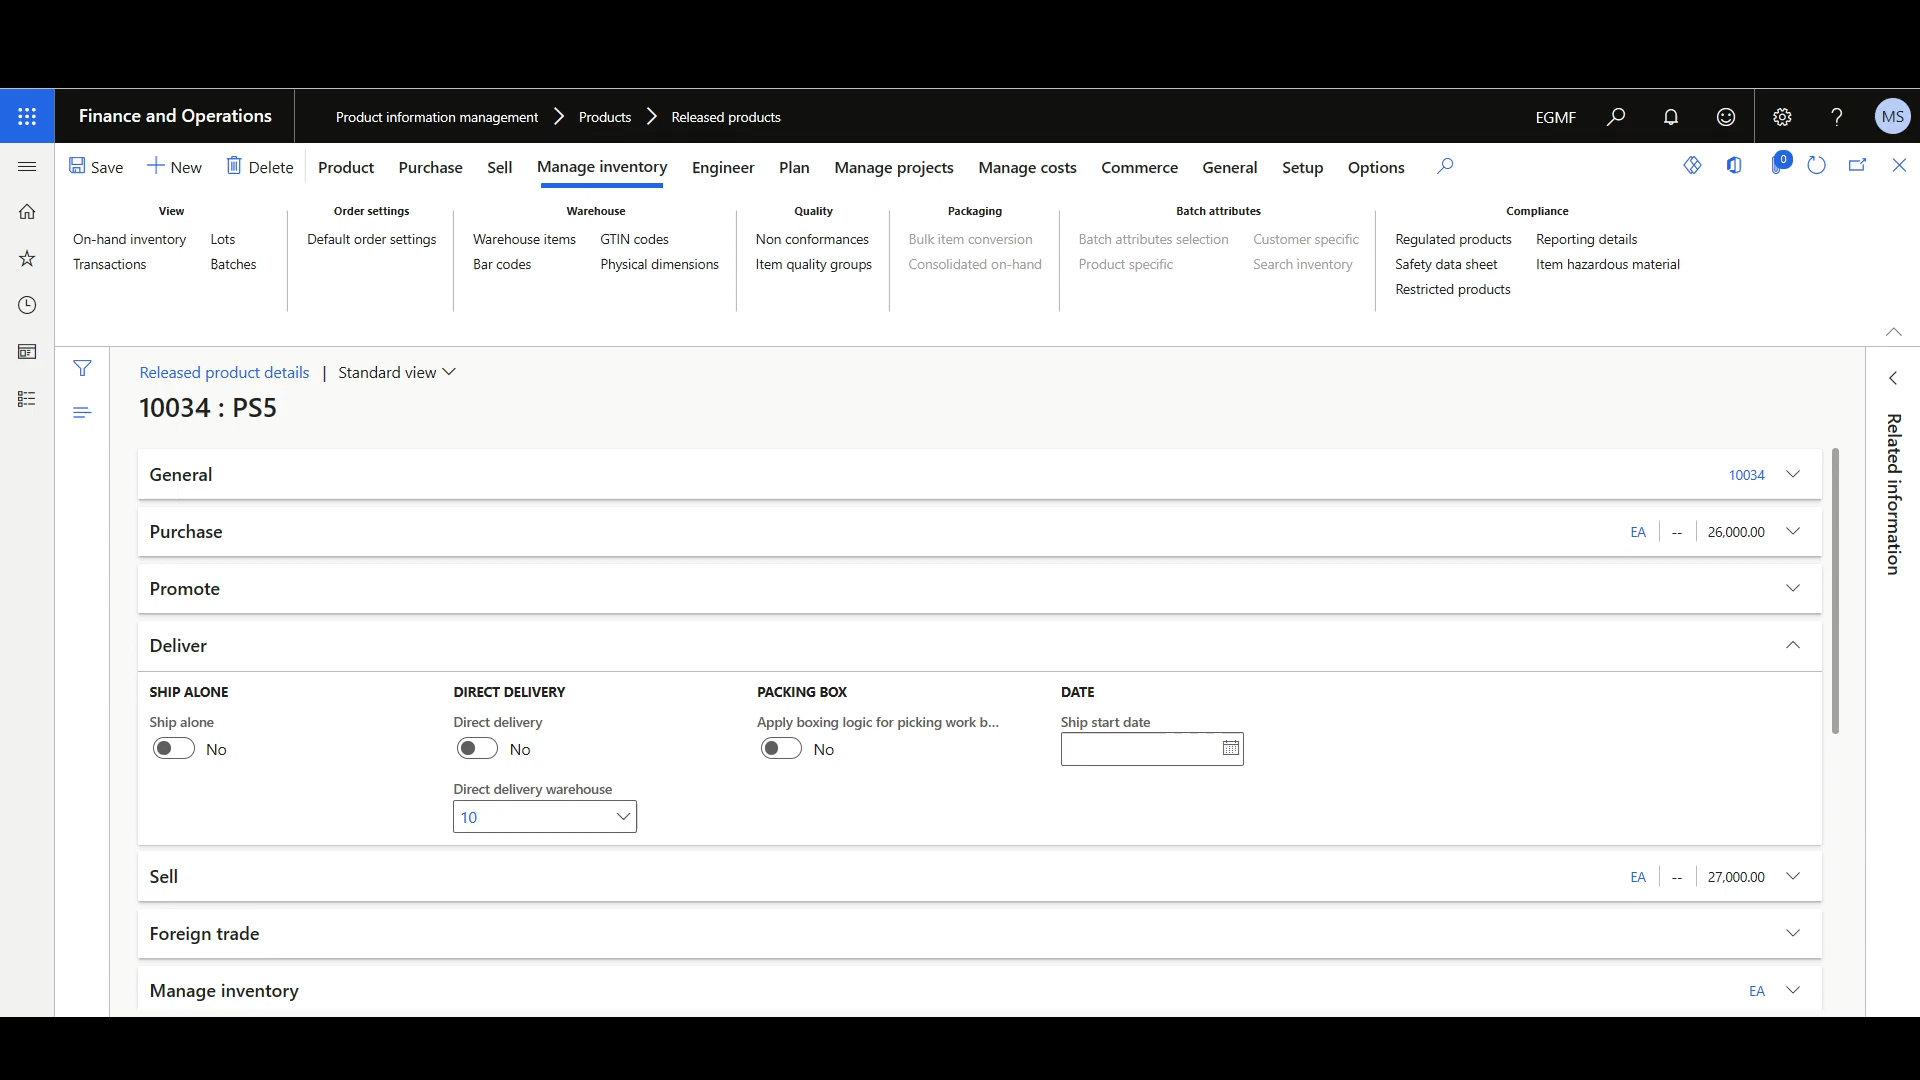 Finance and Operations
Product information management
Products
Released products
EGMF
MS
Save
New
Delete
Product
Purchase
Sell
Manage inventory
Engineer
Plan
Manage projects
Manage costs
Commerce
General
Setup
Options
0
View
On-hand inventory
Lots
Transactions
Batches
Order settings
Default order settings
Warehouse
Warehouse items
GTIN codes
Bar codes
Physical dimensions
Quality
Non conformances
Item quality groups
Packaging
Bulk item conversion
Consolidated on-hand
Batch attributes
Batch attributes selection
Customer specific
Product specific
Search inventory
Compliance
Regulated products
Reporting details
Safety data sheet
Item hazardous material
Restricted products
Released product details | Standard view
10034 : PS5
General
10034
Purchase
EA -- 26,000.00
Promote
Deliver
SHIP ALONE
Ship alone
No
DIRECT DELIVERY
Direct delivery
No
Direct delivery warehouse
10
PACKING BOX
Apply boxing logic for picking work b...
No
DATE
Ship start date
Sell
EA -- 27,000.00
Foreign trade
Manage inventory
EA
Related information